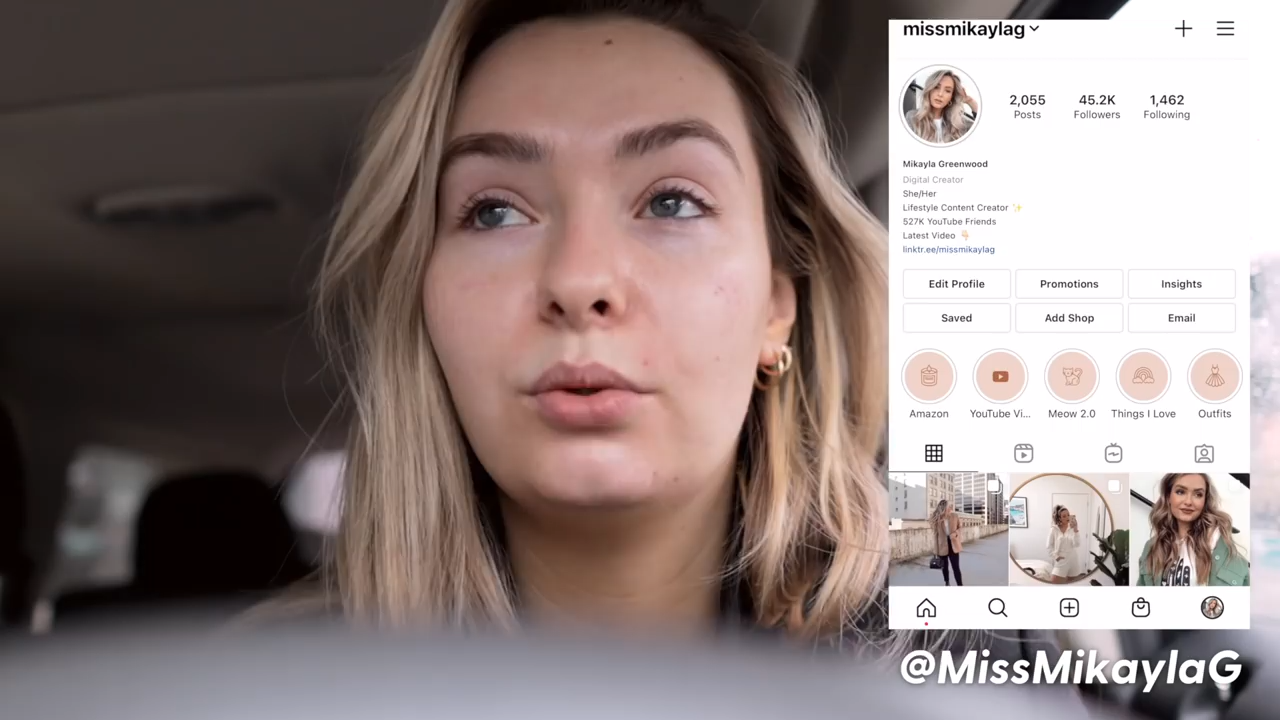 missmikaylag
2,055 45.2K 1,462
Posts Followers Following
Mikayla Greenwood
Digital Creator
She/Her
Lifestyle Content Creator ✨
527K YouTube Friends
Latest Video 👇🏻
linktr.ee/missmikaylag
Edit Profile Promotions Insights
Saved Add Shop Email
Amazon YouTube Vi... Meow 2.0 Things I Love Outfits
@MissMikaylaG